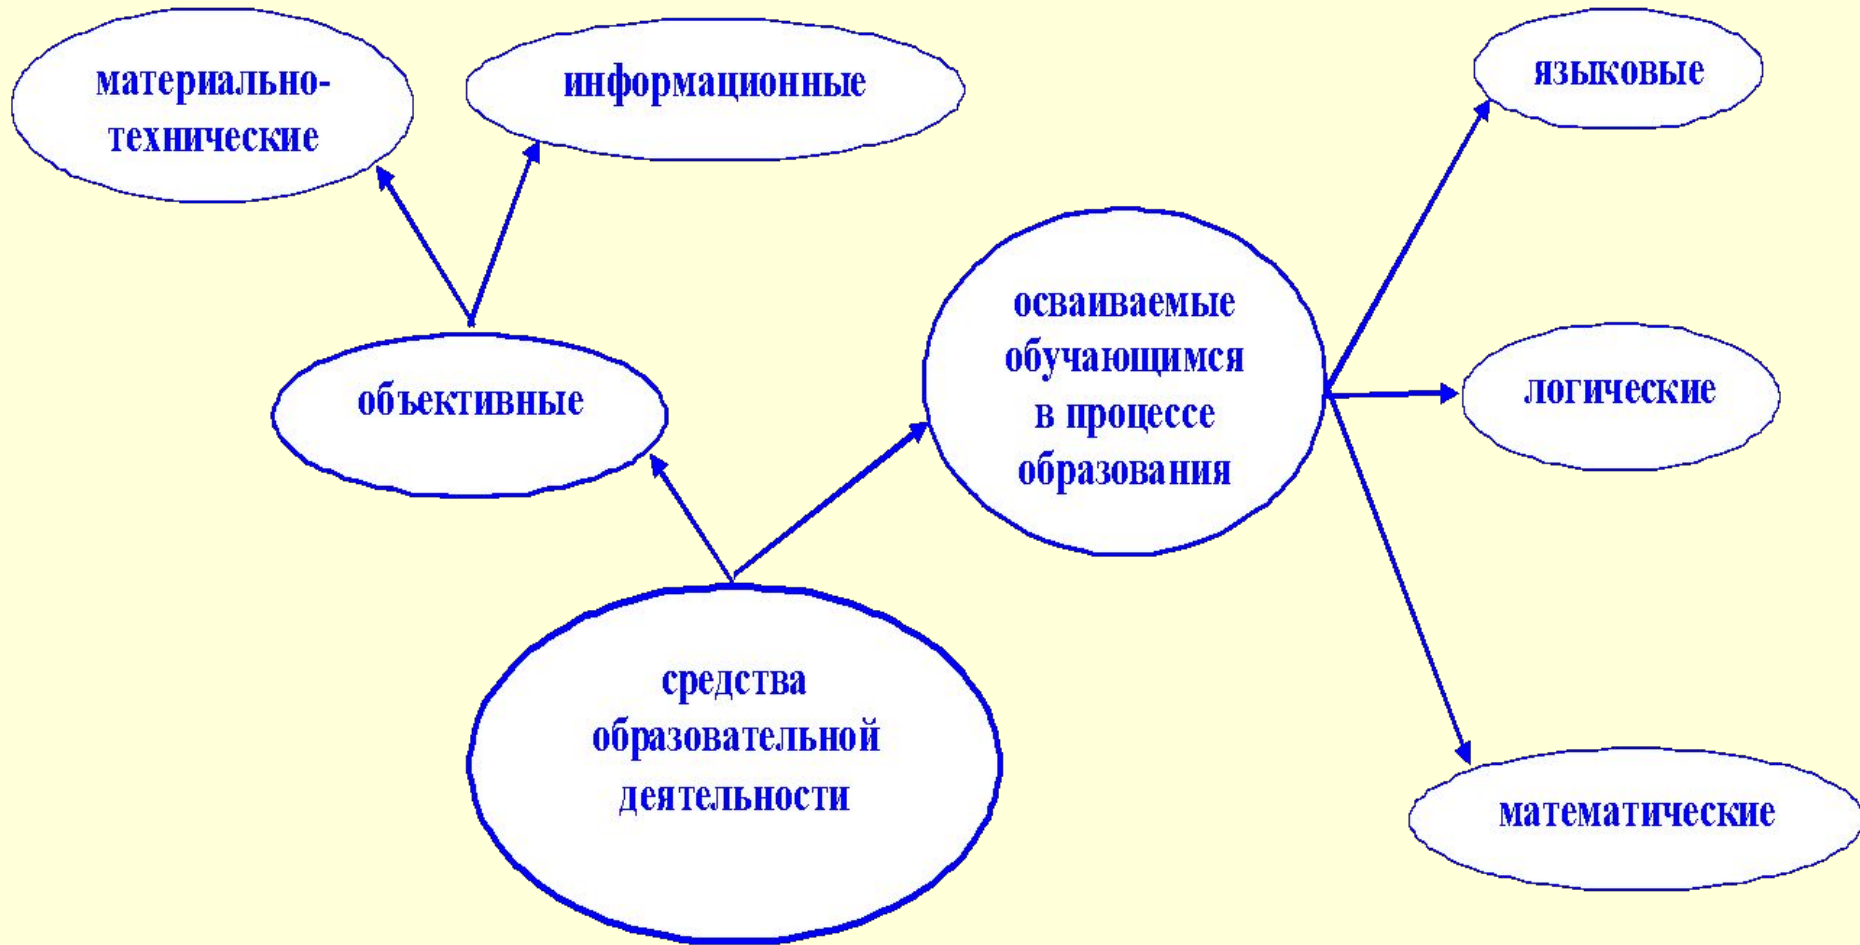 материально-
технические
информационные
языковые
объективные
осваиваемые
обучающимся
в процессе
образования
логические
средства
образовательной
деятельности
математические